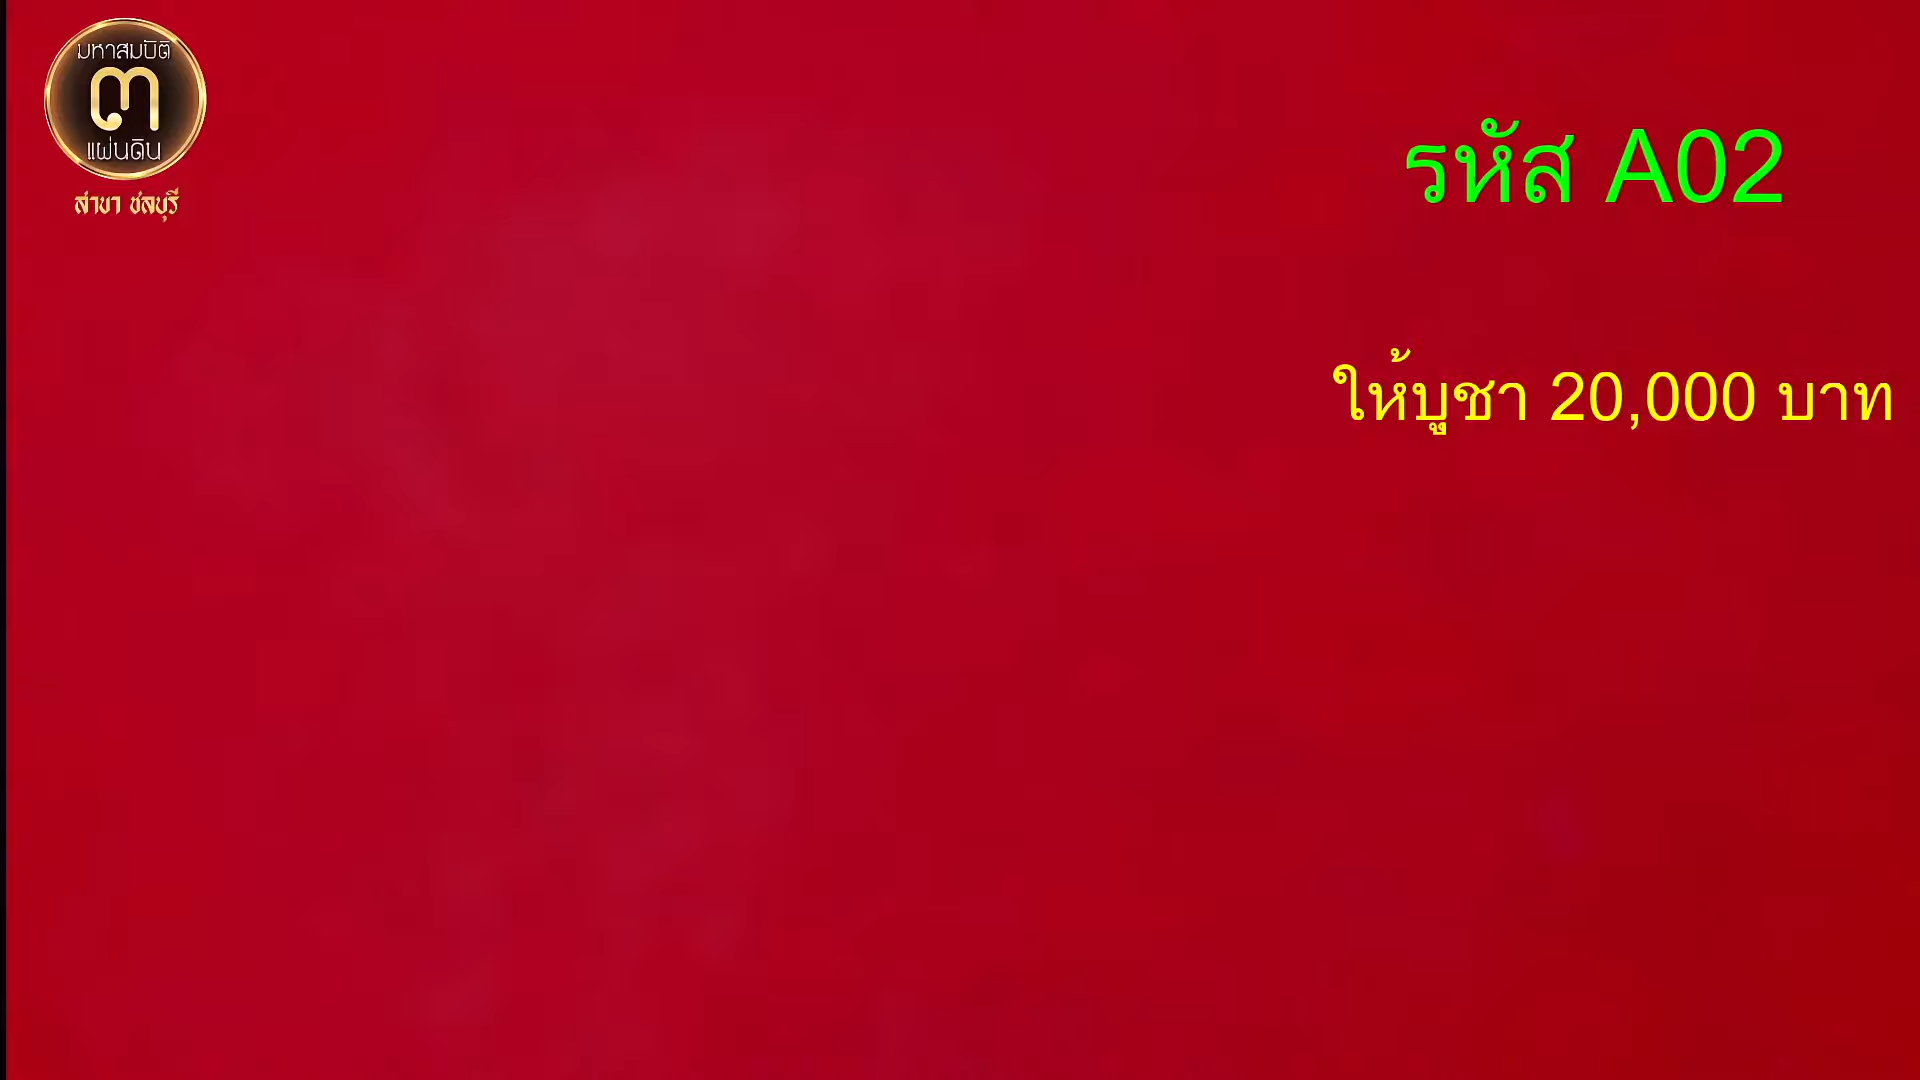 มหาสมบัติ
๓
แผ่นดิน
สาขา ชลบุรี
รหัส A02
ให้บูชา 20,000 บาท